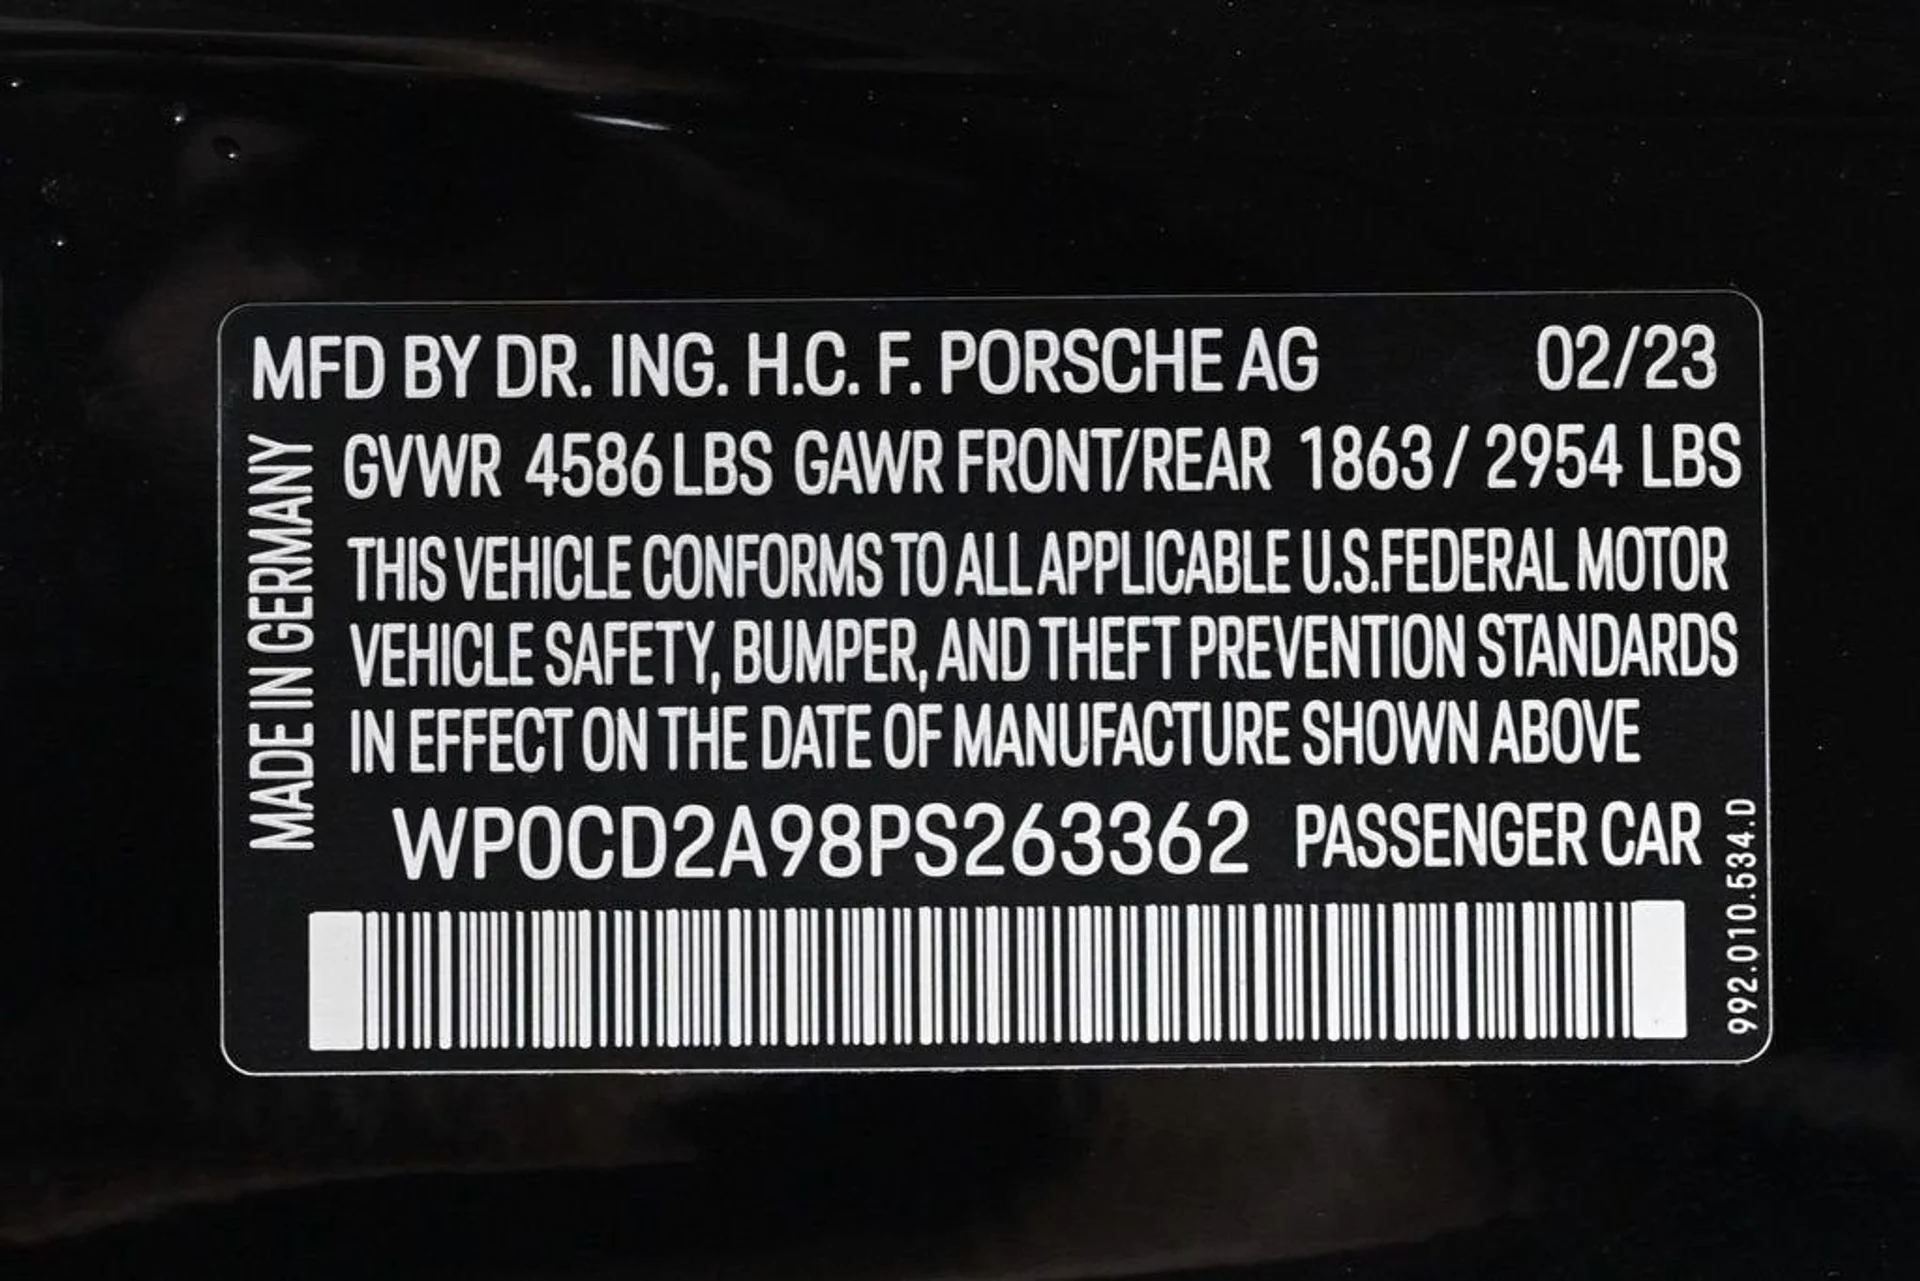 MFD BY DR. ING. H.C. F. PORSCHE AG 02/23
GVWR 4586 LBS GAWR FRONT/REAR 1863 / 2954 LBS
THIS VEHICLE CONFORMS TO ALL APPLICABLE U.S.FEDERAL MOTOR
VEHICLE SAFETY, BUMPER, AND THEFT PREVENTION STANDARDS
IN EFFECT ON THE DATE OF MANUFACTURE SHOWN ABOVE
WP0CD2A98PS263362 PASSENGER CAR
MADE IN GERMANY
992.010.534.D